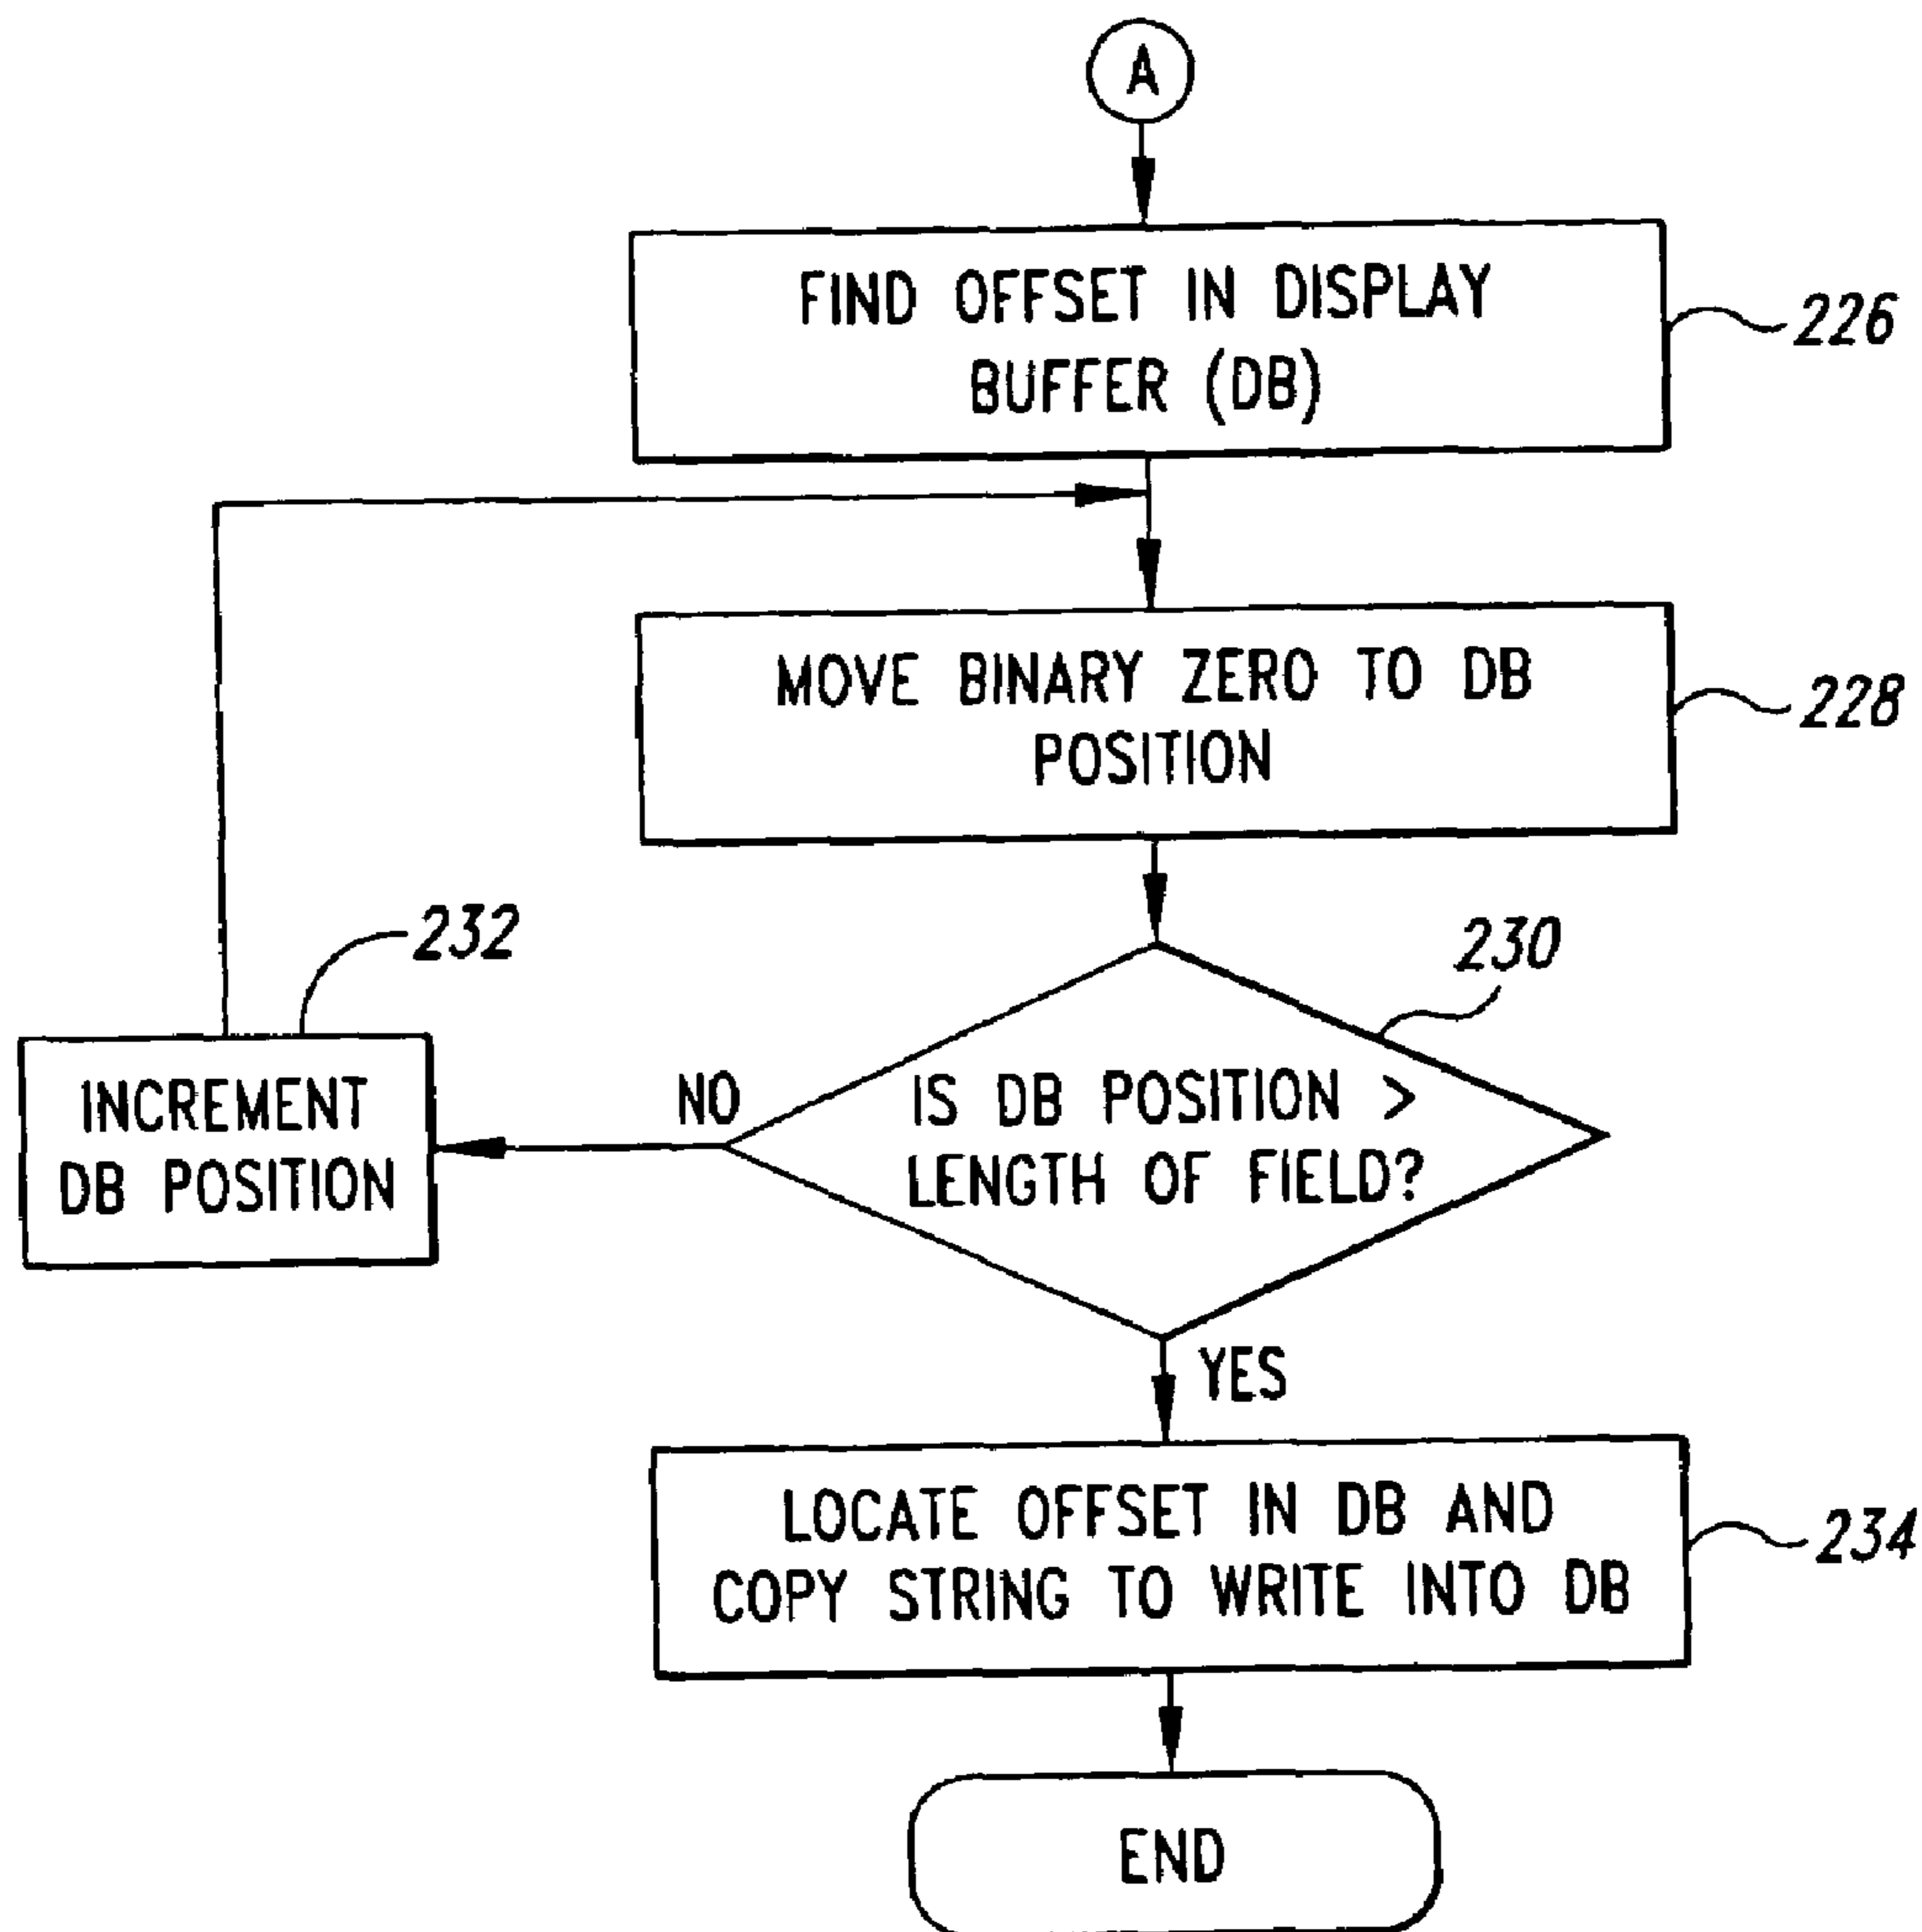 A
FIND OFFSET IN DISPLAY
BUFFER (DB)
226
MOVE BINARY ZERO TO DB
POSITION
228
232
230
INCREMENT
DB POSITION
NO
IS DB POSITION >
LENGTH OF FIELD?
YES
LOCATE OFFSET IN DB AND
COPY STRING TO WRITE INTO DB
234
END